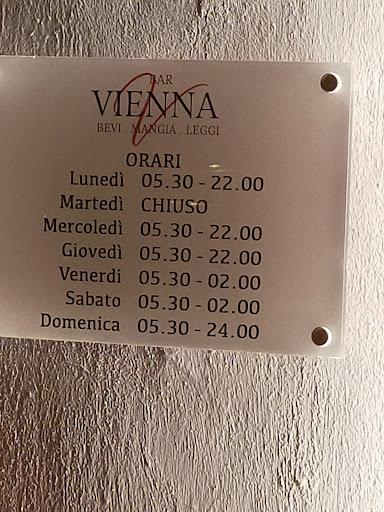 BAR
VIENNA
BEVI . MANGIA . LEGGI
ORARI
Lunedì 05.30 - 22.00
Martedì CHIUSO
Mercoledì 05.30 - 22.00
Giovedì 05.30 - 22.00
Venerdi 05.30 - 02.00
Sabato 05.30 - 02.00
Domenica 05.30 - 24.00